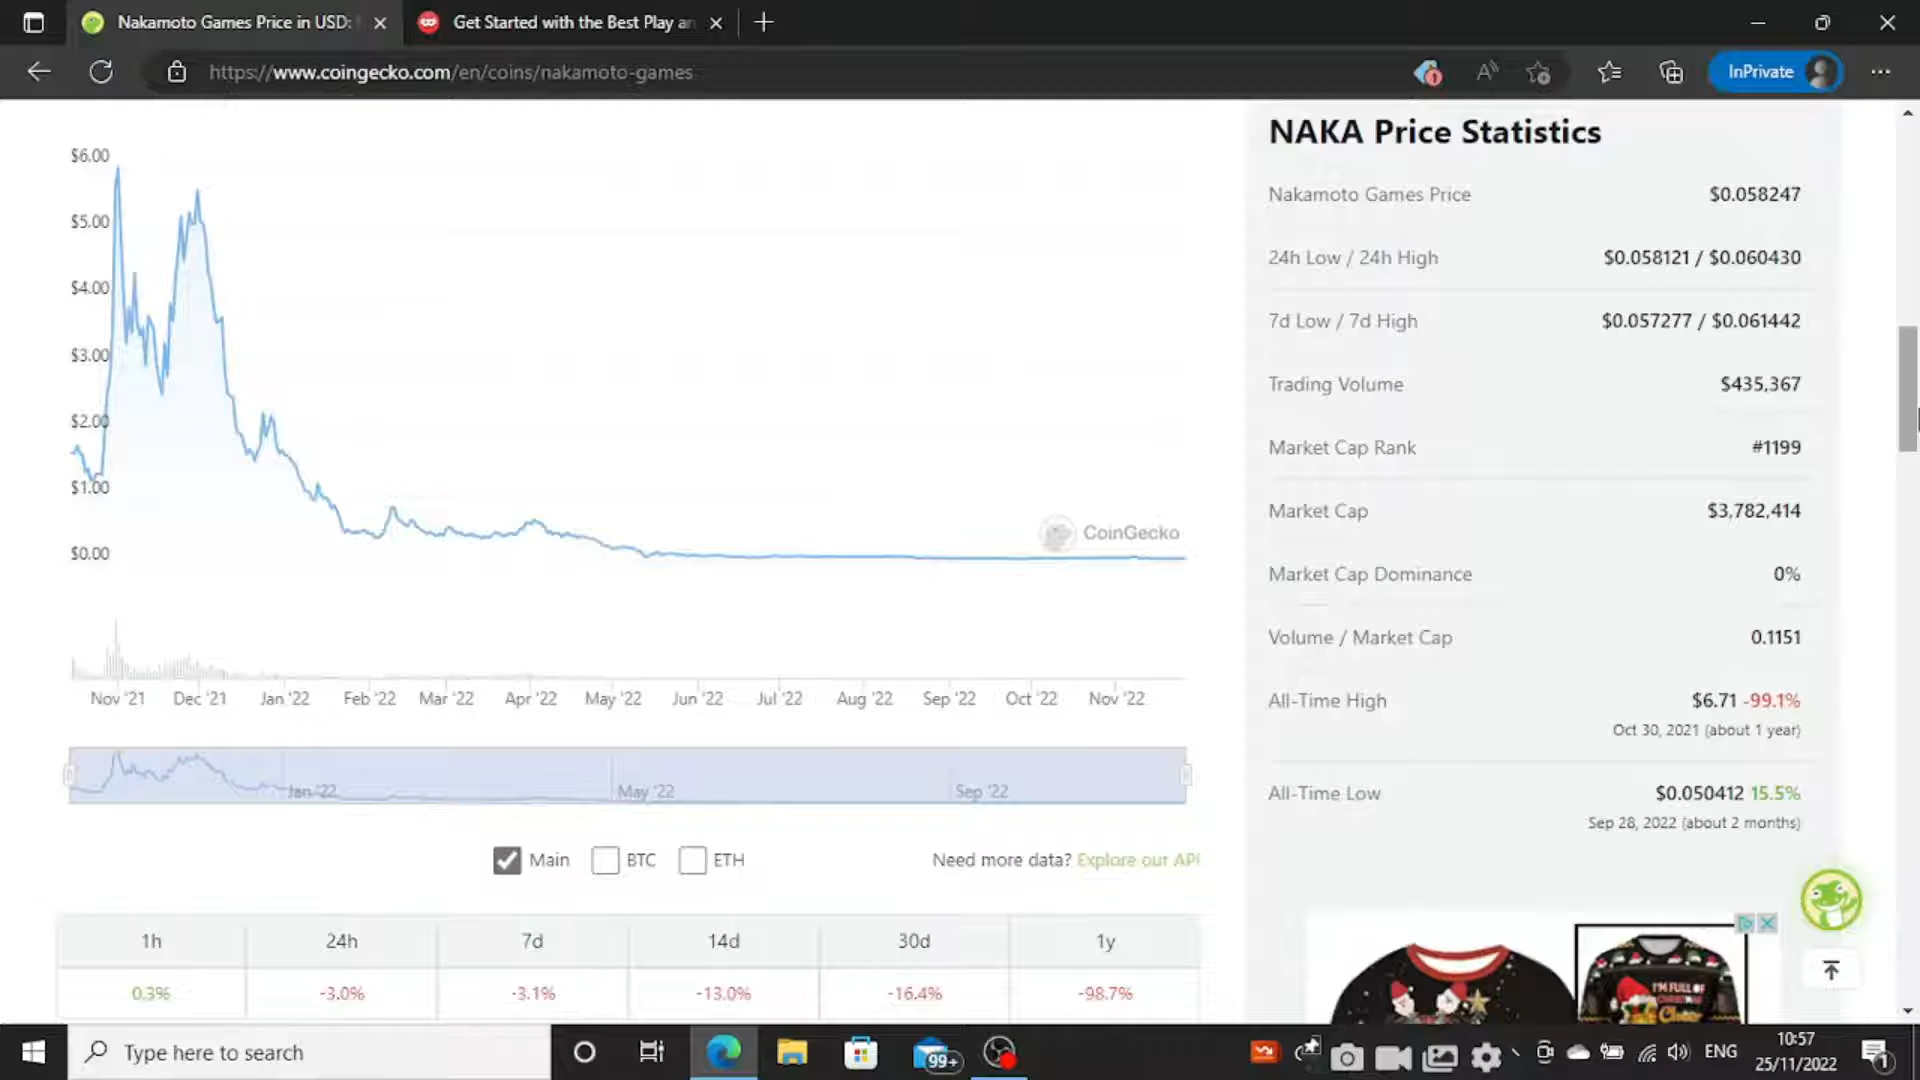 Nakamoto Games Price in USD:
Get Started with the Best Play an
https://www.coingecko.com/en/coins/nakamoto-games
1
InPrivate
$6.00
$5.00
$4.00
$3.00
$2.00
$1.00
$0.00
CoinGecko
Nov '21 Dec '21 Jan '22 Feb '22 Mar '22 Apr '22 May '22 Jun '22 Jul '22 Aug '22 Sep '22 Oct '22 Nov '22
Jan '22 May '22 Sep '22
Main BTC ETH
Need more data? Explore our API
1h 24h 7d 14d 30d 1y
0.3% -3.0% -3.1% -13.0% -16.4% -98.7%
NAKA Price Statistics
Nakamoto Games Price $0.058247
24h Low / 24h High $0.058121 / $0.060430
7d Low / 7d High $0.057277 / $0.061442
Trading Volume $435,367
Market Cap Rank #1199
Market Cap $3,782,414
Market Cap Dominance 0%
Volume / Market Cap 0.1151
All-Time High $6.71 -99.1%
Oct 30, 2021 (about 1 year)
All-Time Low $0.050412 15.5%
Sep 28, 2022 (about 2 months)
I'M FULL OF
CHRISTMAS
Cheer
Type here to search
99+
ENG
10:57
25/11/2022
1